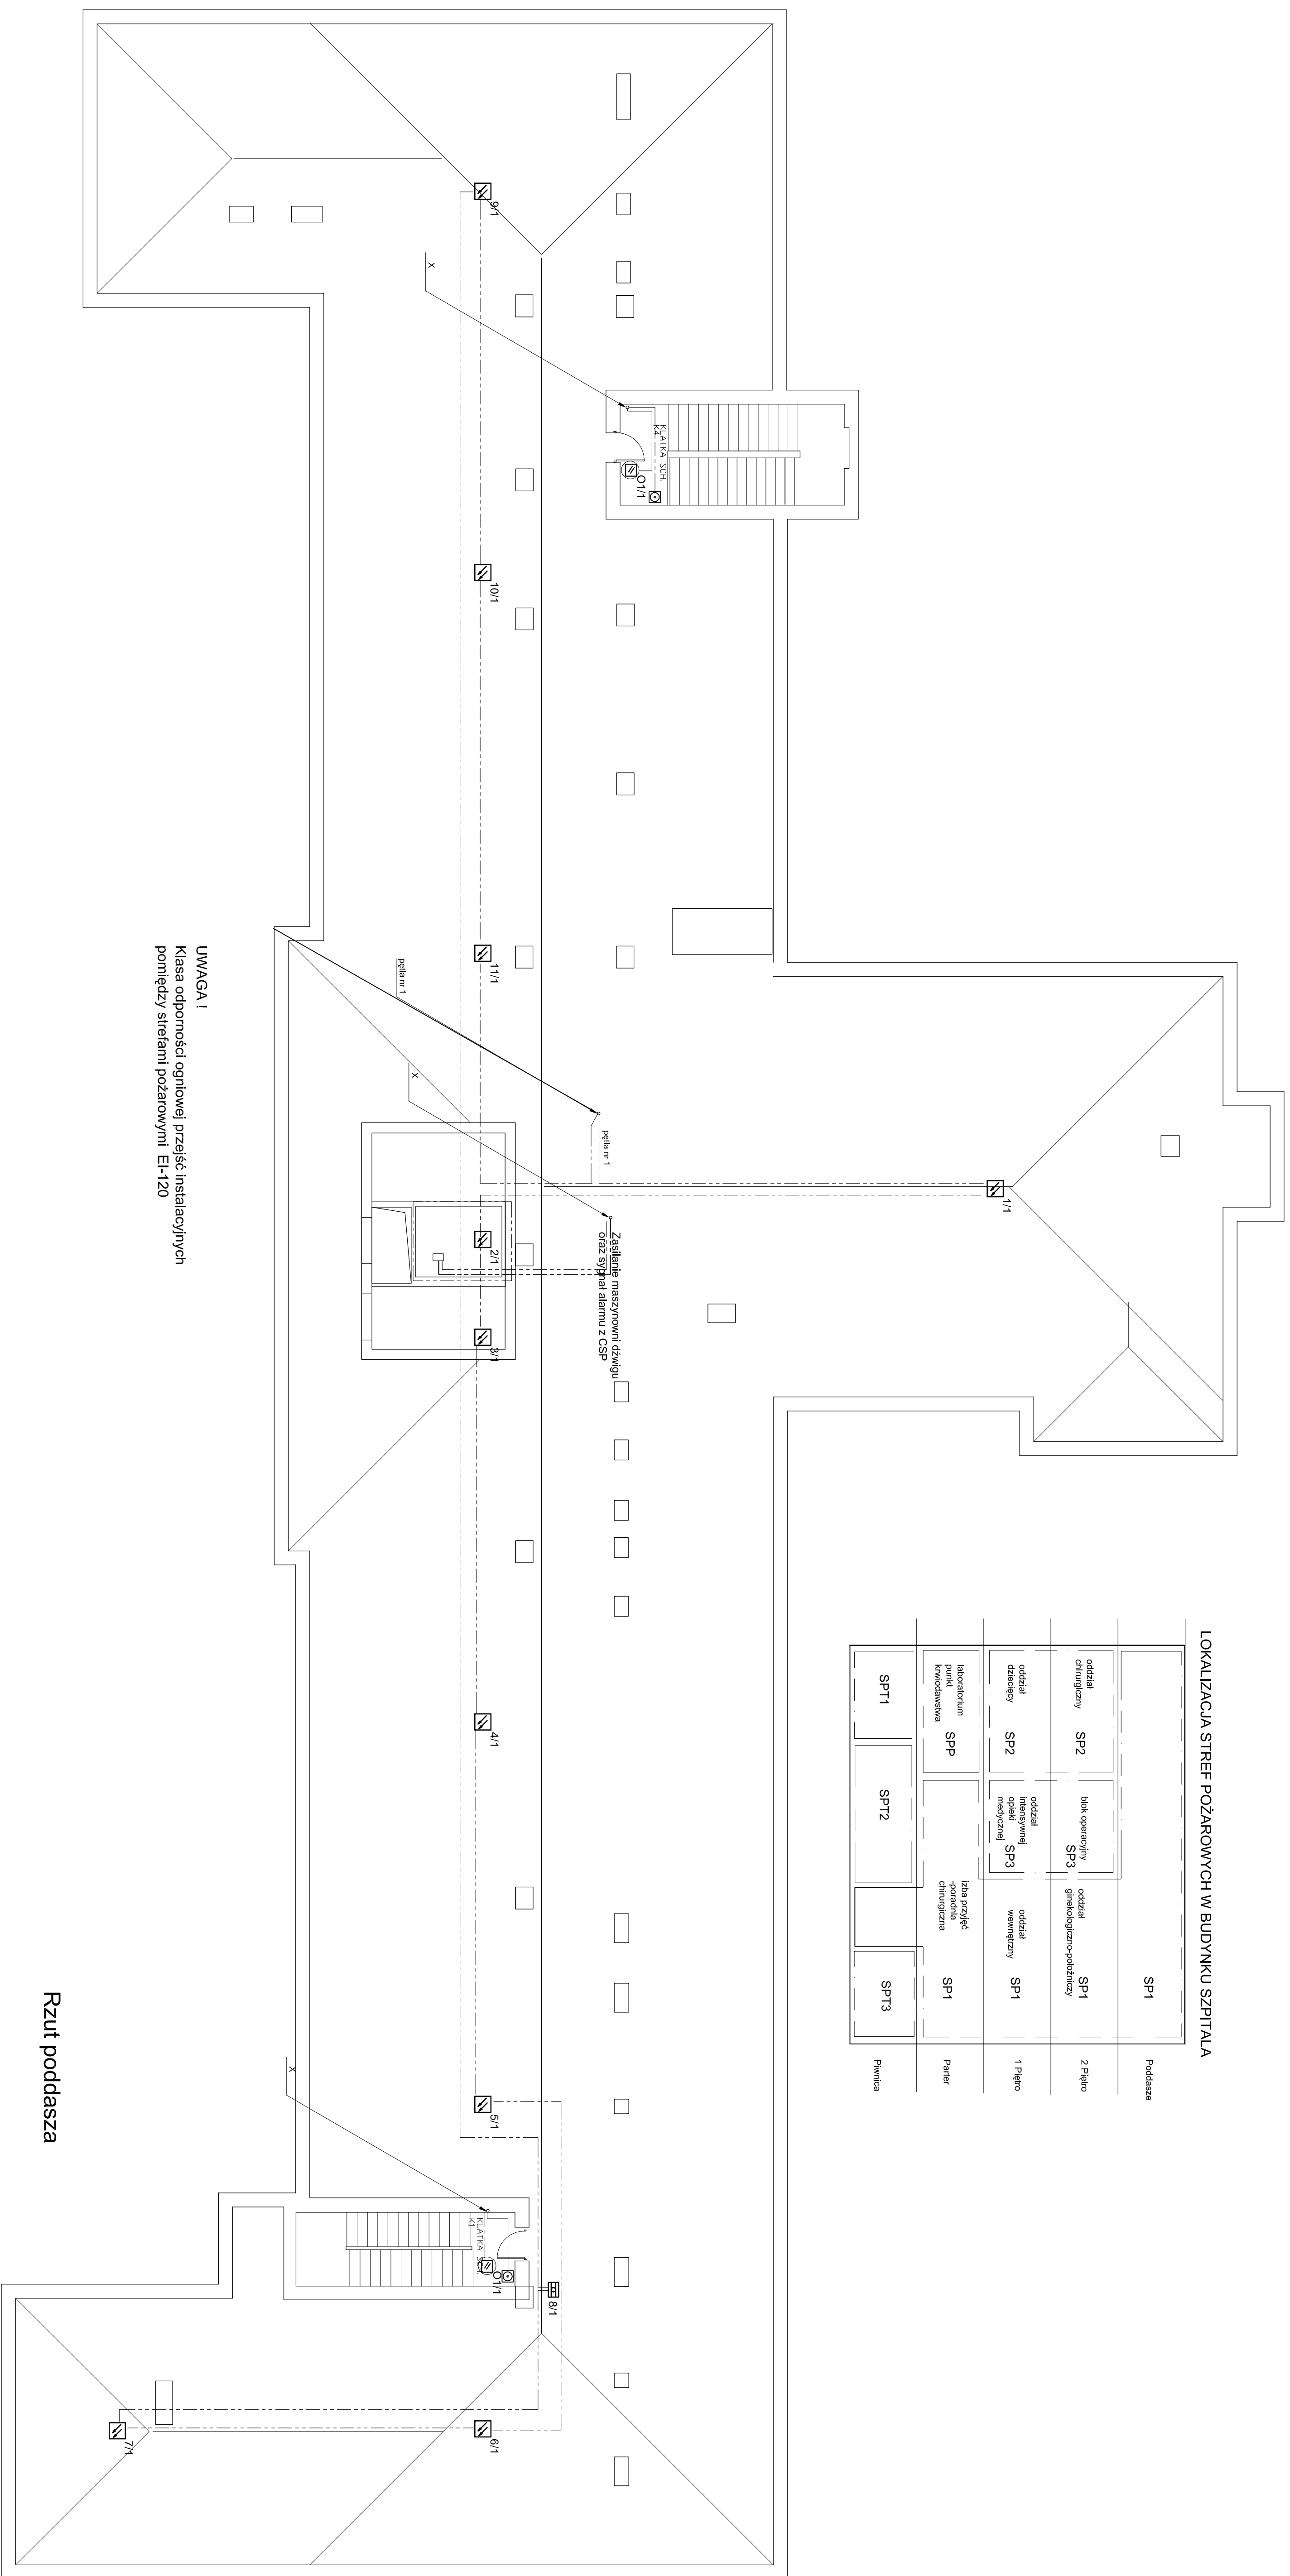 LOKALIZACJA STREF POŻAROWYCH W BUDYNKU SZPITALA
SP1
Poddasze
oddział
chirurgiczny
SP2
blok operacyjny
SP3
oddział
ginekologiczno-położniczy
SP1
2 Piętro
oddział
dziecięcy
SP2
oddział
intensywnej
opieki
medycznej
SP3
oddział
wewnętrzny
SP1
1 Piętro
laboratorium
punkt
krwiodawstwa
SPP
izba przyjęć
-poradnia
chirurgiczna
SP1
Parter
SPT1
SPT2
SPT3
Piwnica
1/1
KLATKA SCH.
K4
O1/1
Zasilanie maszynowni dźwigu
oraz sygnał alarmu z CSP
pętla nr 1
8/1
9/1
10/1
11/1
2/1
3/1
4/1
5/1
6/1
O1/1
KLATKA SCH.
K1
x
pętla nr 1
x
x
7/1
UWAGA !
Klasa odporności ogniowej przejść instalacyjnych
pomiędzy strefami pożarowymi EI-120
Rzut poddasza